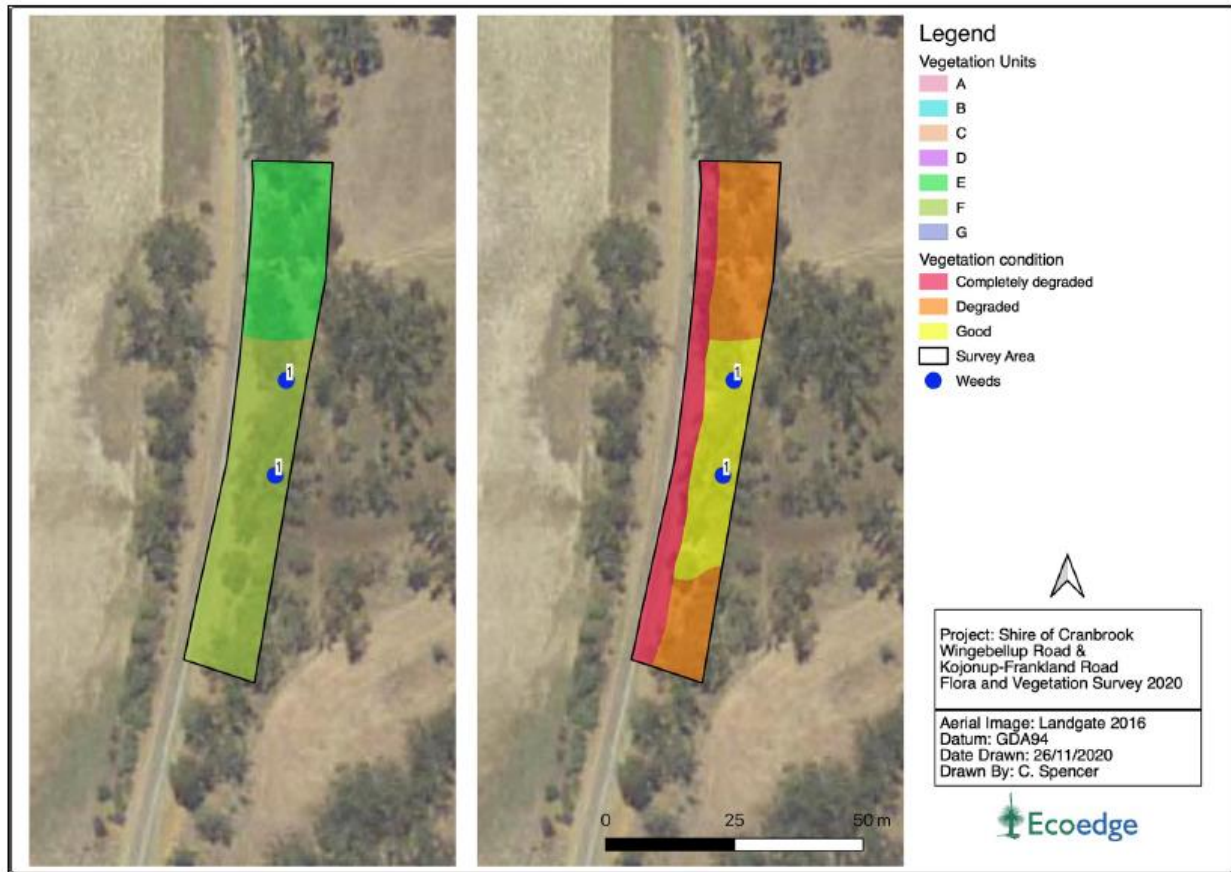 1
1
1
1
0 25 50 m
Legend
Vegetation Units
A
B
C
D
E
F
G
Vegetation condition
Completely degraded
Degraded
Good
Survey Area
Weeds
Project: Shire of Cranbrook
Wingebellup Road &
Kojonup-Frankland Road
Flora and Vegetation Survey 2020
Aerial Image: Landgate 2016
Datum: GDA94
Date Drawn: 26/11/2020
Drawn By: C. Spencer
Ecoedge